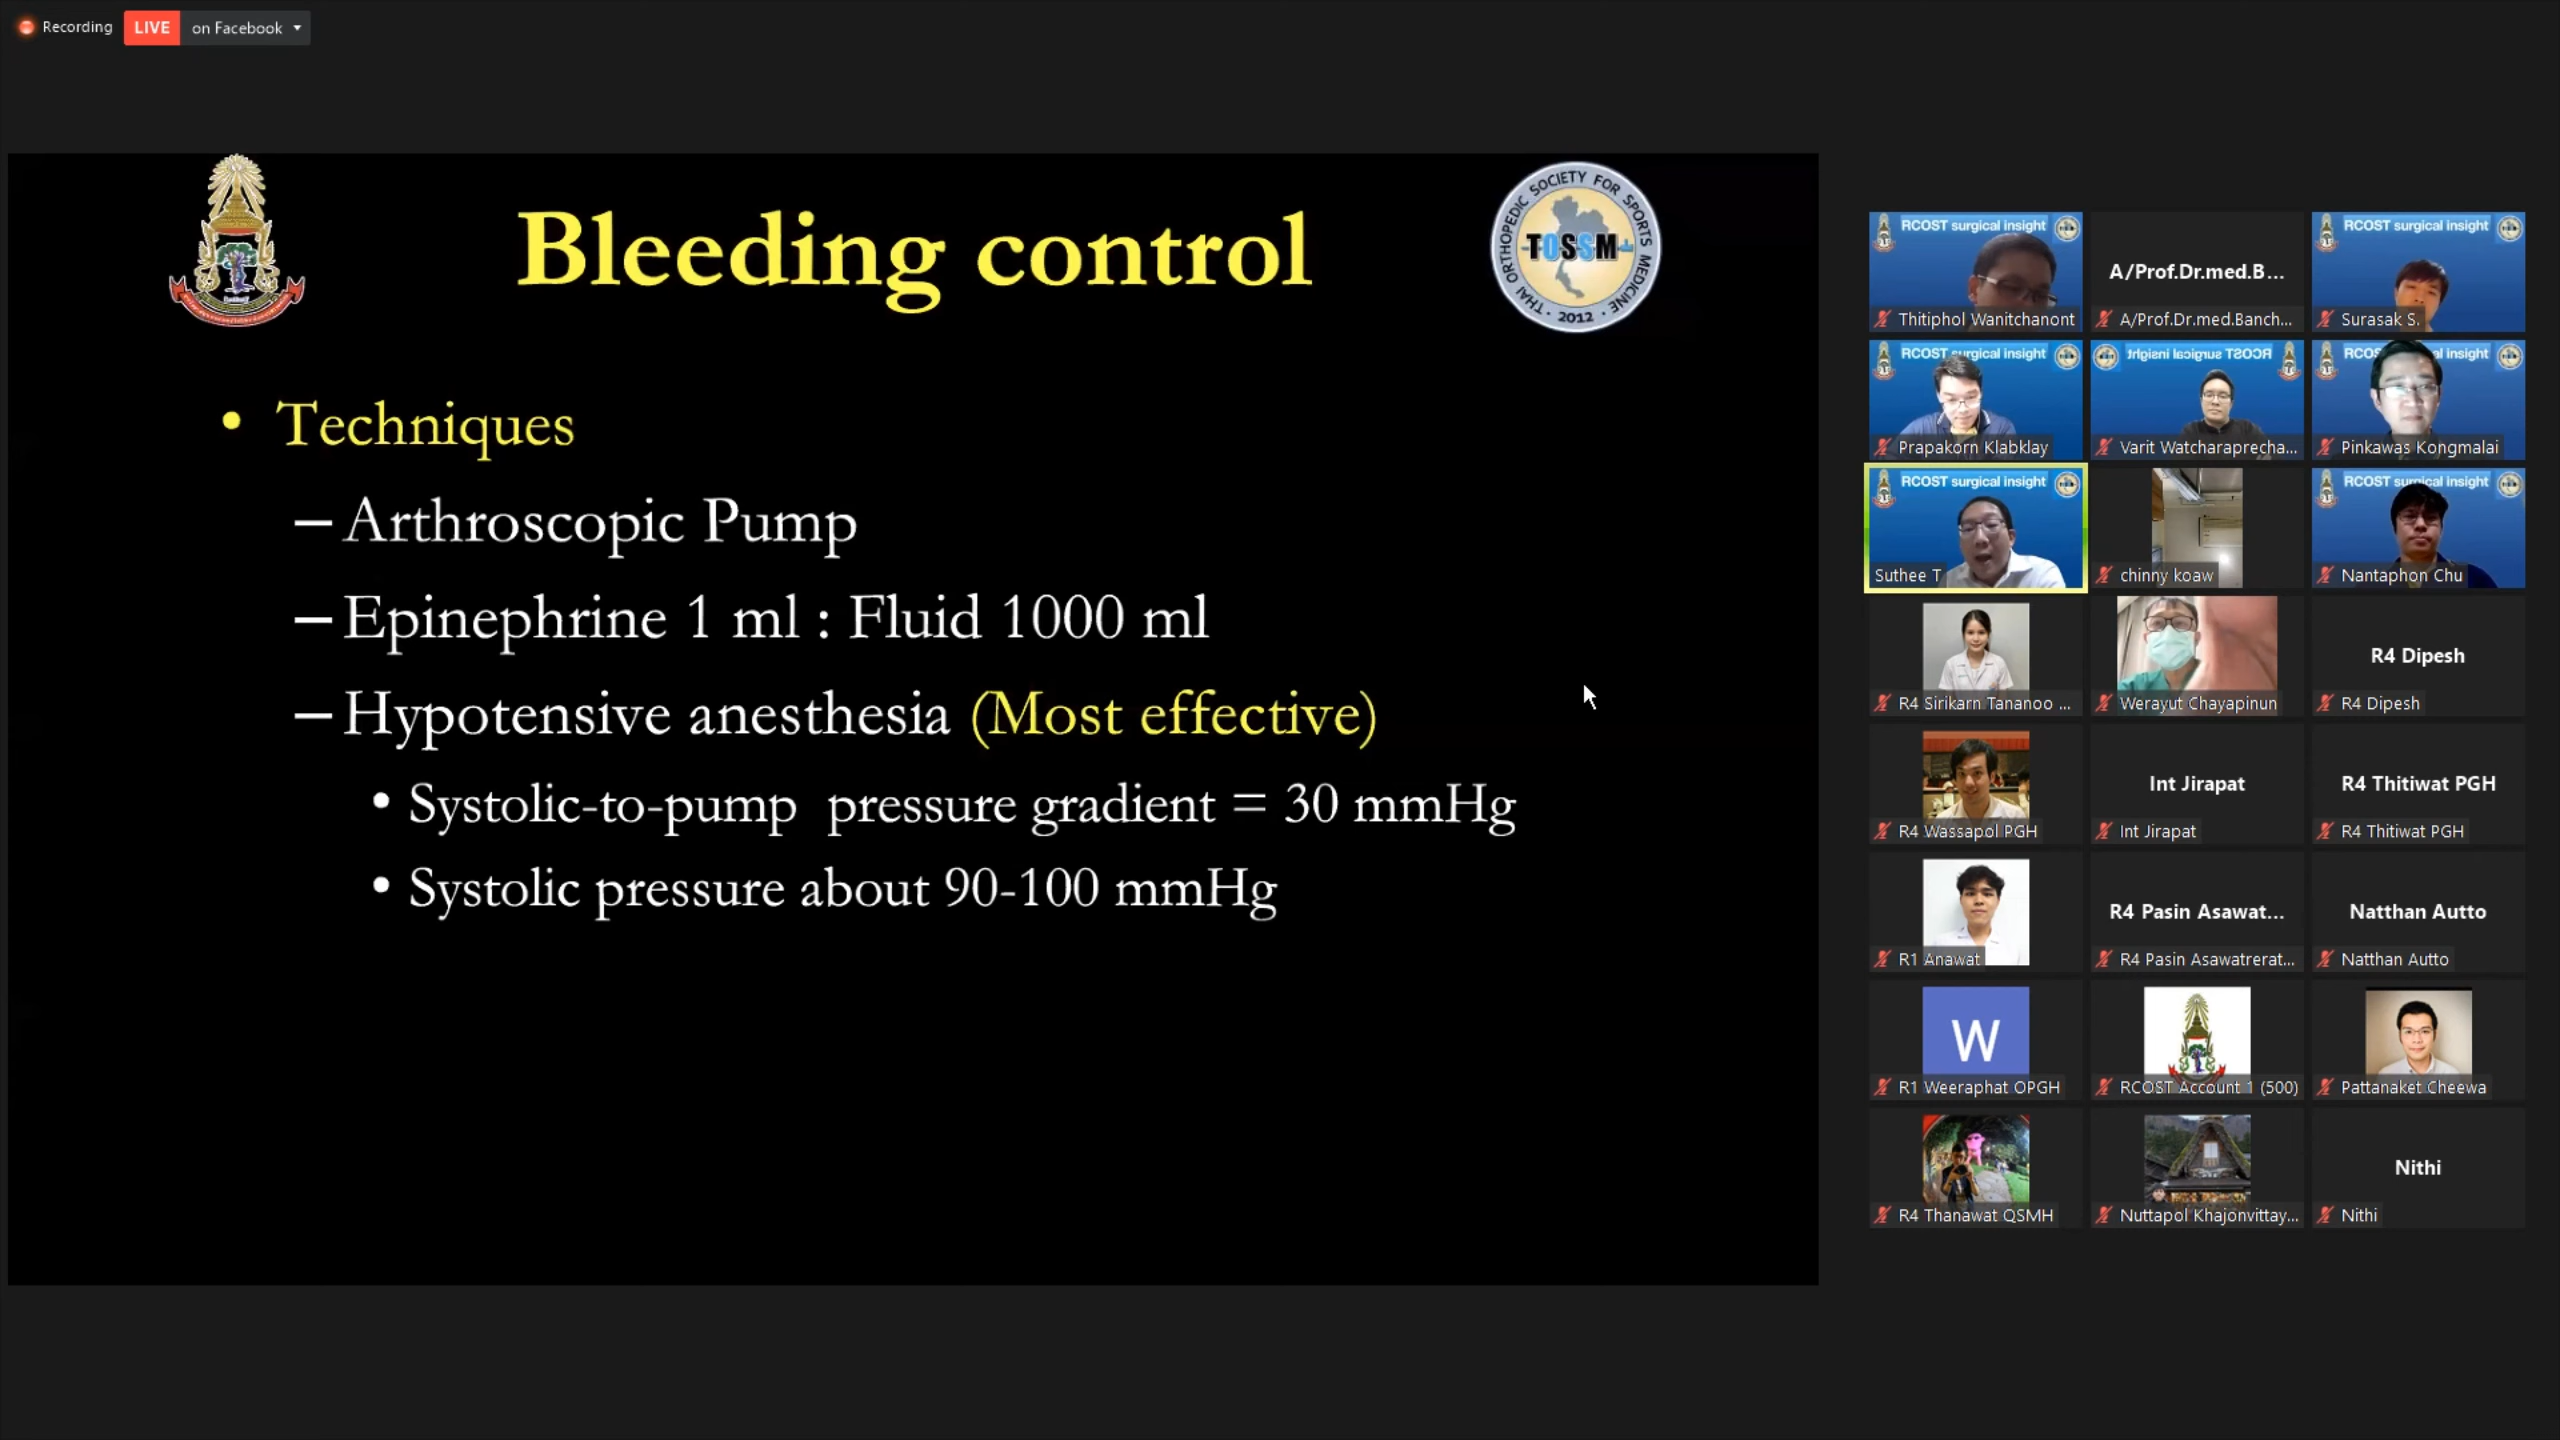 Recording LIVE on Facebook
Bleeding control
THAI ORTHOPEDIC SOCIETY FOR SPORTS MEDICINE
TOSSM
2012
• Techniques
– Arthroscopic Pump
– Epinephrine 1 ml : Fluid 1000 ml
– Hypotensive anesthesia (Most effective)
• Systolic-to-pump pressure gradient = 30 mmHg
• Systolic pressure about 90-100 mmHg
RCOST surgical insight
Thitiphol Wanitchanont
A/Prof.Dr.med.B...
A/Prof.Dr.med.Banch...
RCOST surgical insight
Surasak S.
RCOST surgical insight
Prapakorn Klabklay
RCOST surgical insight
Varit Watcharaprecha...
RCOS al insight
Pinkawas Kongmalai
RCOST surgical insight
Suthee T
chinny koaw
RCOST surgical insight
Nantaphon Chu
R4 Sirikarn Tananoo ...
Werayut Chayapinun
R4 Dipesh
R4 Dipesh
R4 Wassapol PGH
Int Jirapat
Int Jirapat
R4 Thitiwat PGH
R4 Thitiwat PGH
R1 Anawat
R4 Pasin Asawat...
R4 Pasin Asawatrerat...
Natthan Autto
Natthan Autto
W
R1 Weeraphat OPGH
RCOST Account 1 (500)
Pattanaket Cheewa
R4 Thanawat QSMH
Nuttapol Khajonvittay...
Nithi
Nithi